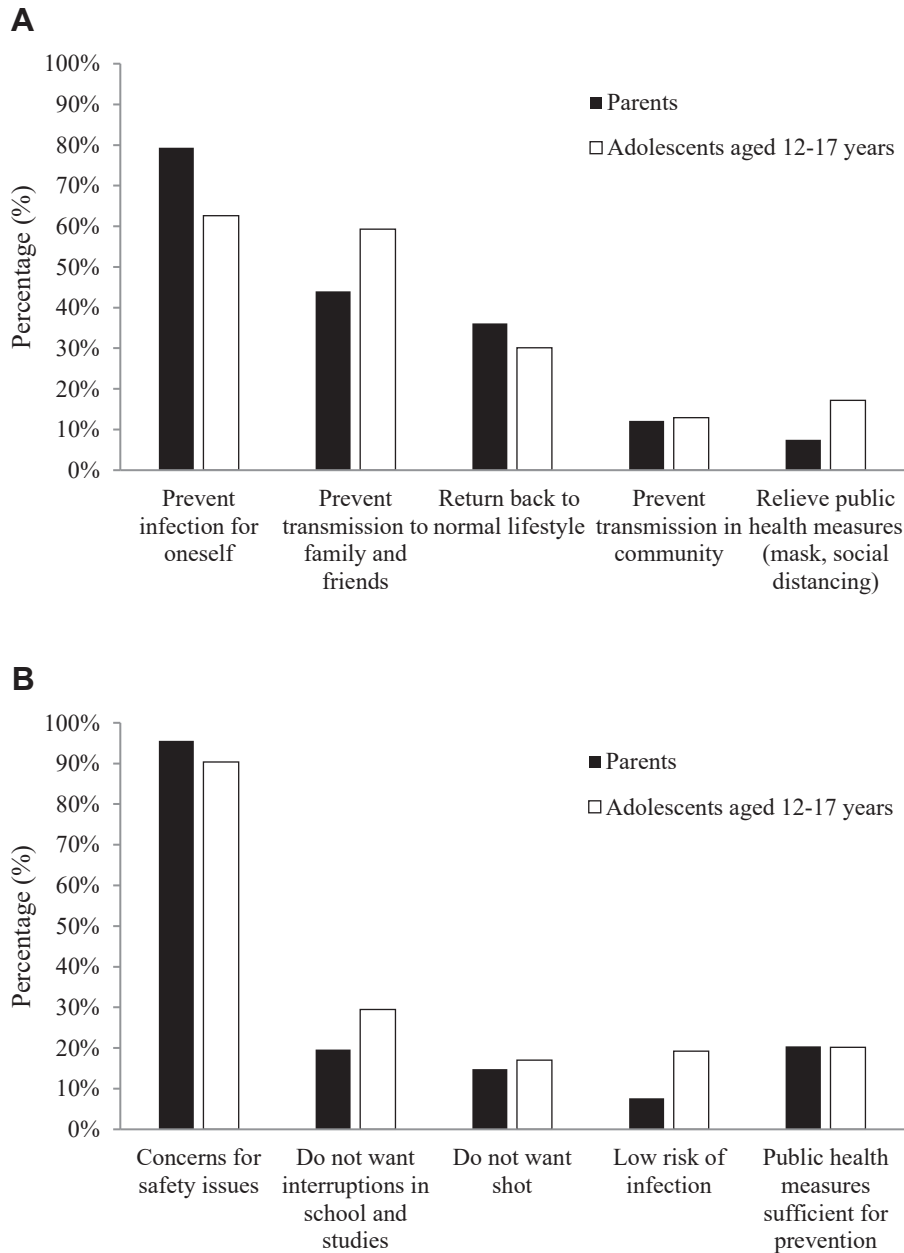 A
Percentage (%)
100%
90%
80%
70%
60%
50%
40%
30%
20%
10%
0%
Parents
Adolescents aged 12-17 years
Prevent
infection for
oneself
Prevent
transmission to
family and
friends
Return back to
normal lifestyle
Prevent
transmission in
community
Relieve public
health measures
(mask, social
distancing)
B
Percentage (%)
100%
90%
80%
70%
60%
50%
40%
30%
20%
10%
0%
Parents
Adolescents aged 12-17 years
Concerns for
safety issues
Do not want
interruptions in
school and
studies
Do not want
shot
Low risk of
infection
Public health
measures
sufficient for
prevention